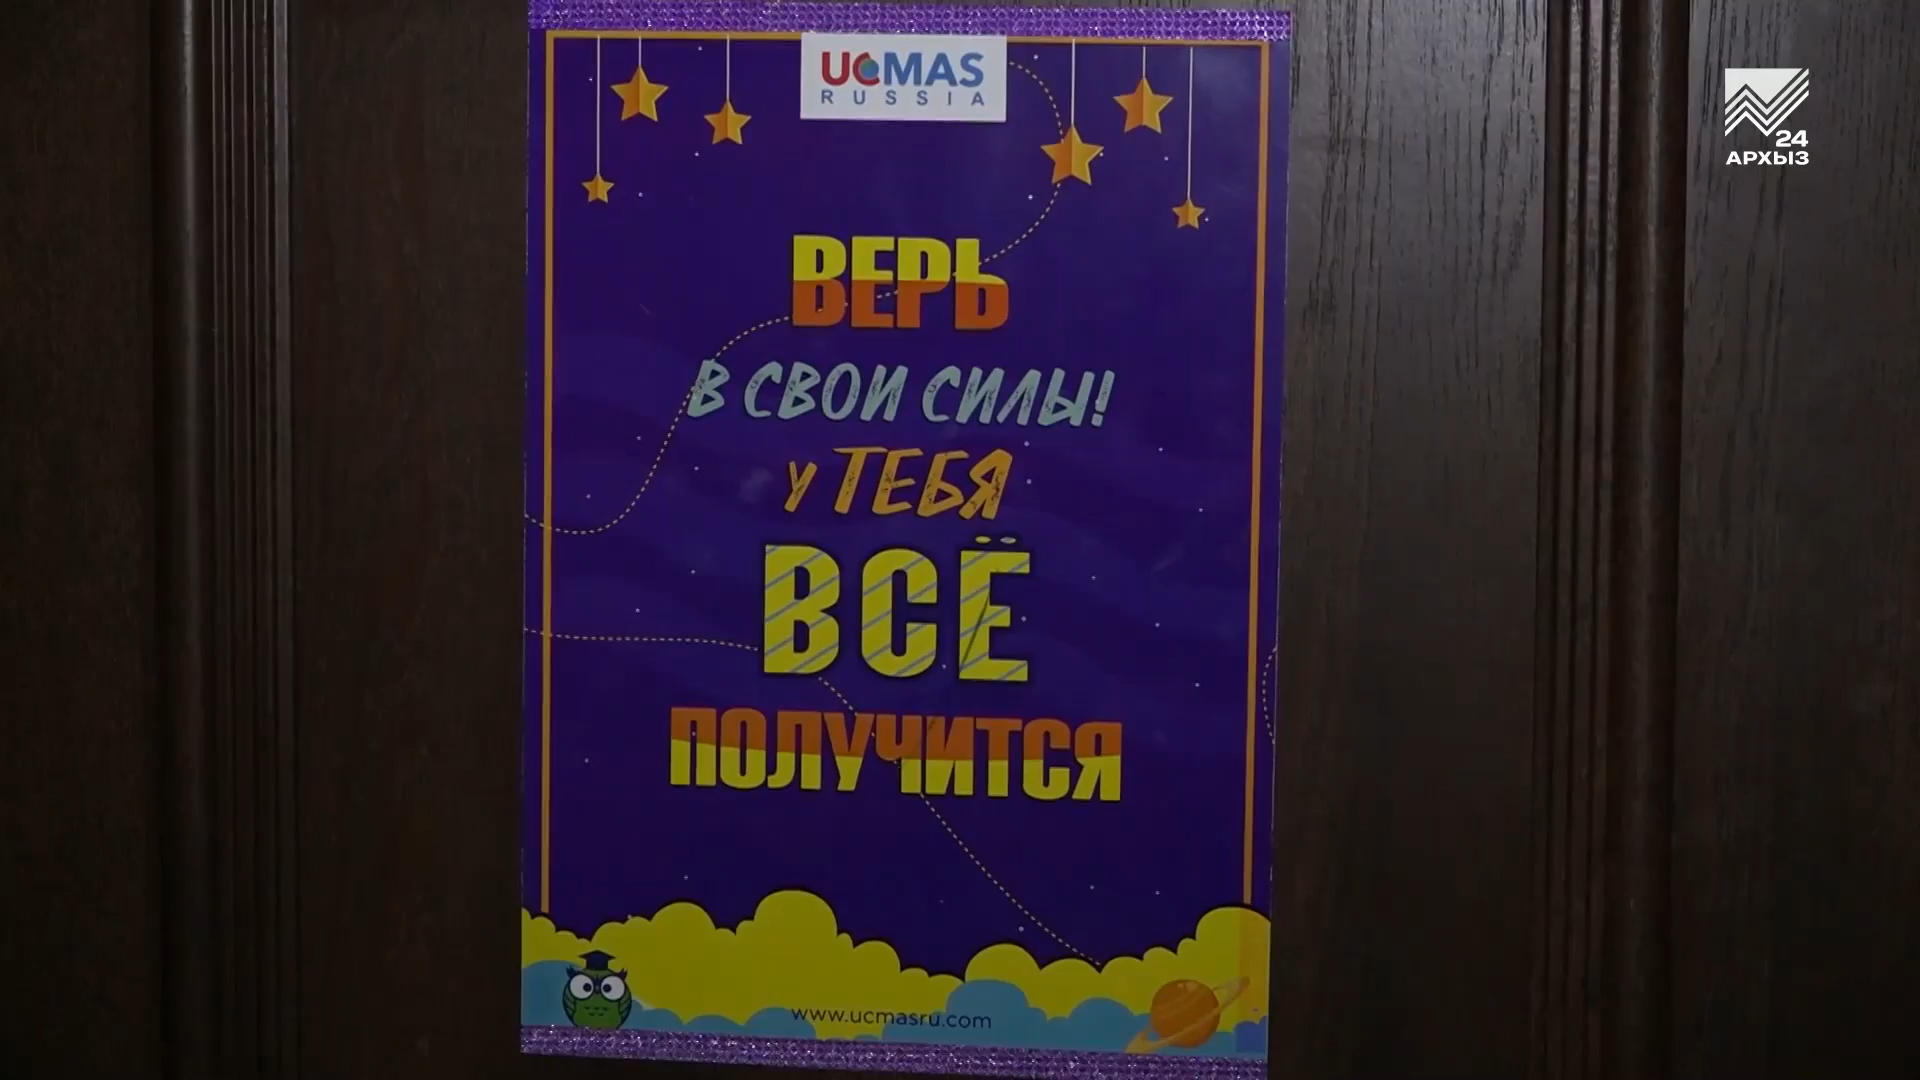 UCMAS
RUSSIA
24
АРХЫЗ
ВЕРЬ
В СВОИ СИЛЫ!
У ТЕБЯ
ВСЁ
ПОЛУЧИТСЯ
www.ucmasru.com